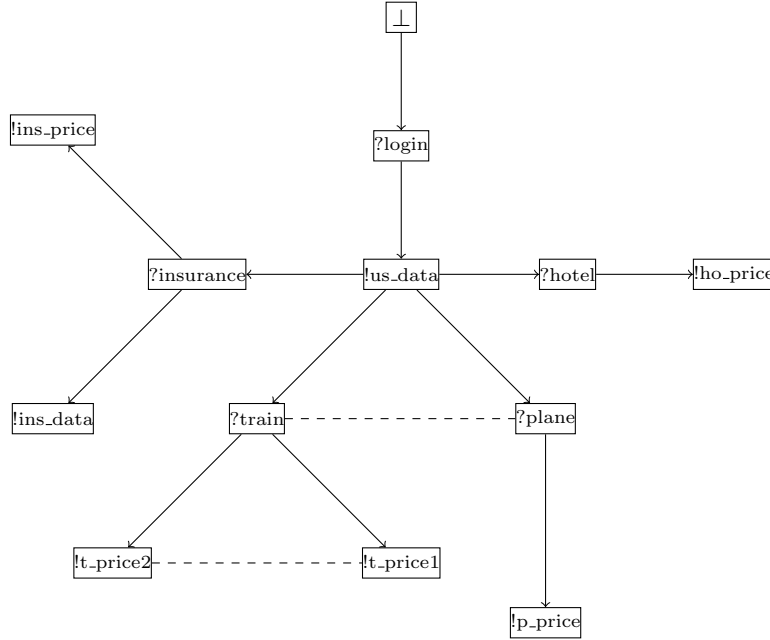 ⊥
!ins_price
?login
?insurance
!us_data
?hotel
!ho_price
!ins_data
?train
?plane
!t_price2
!t_price1
!p_price